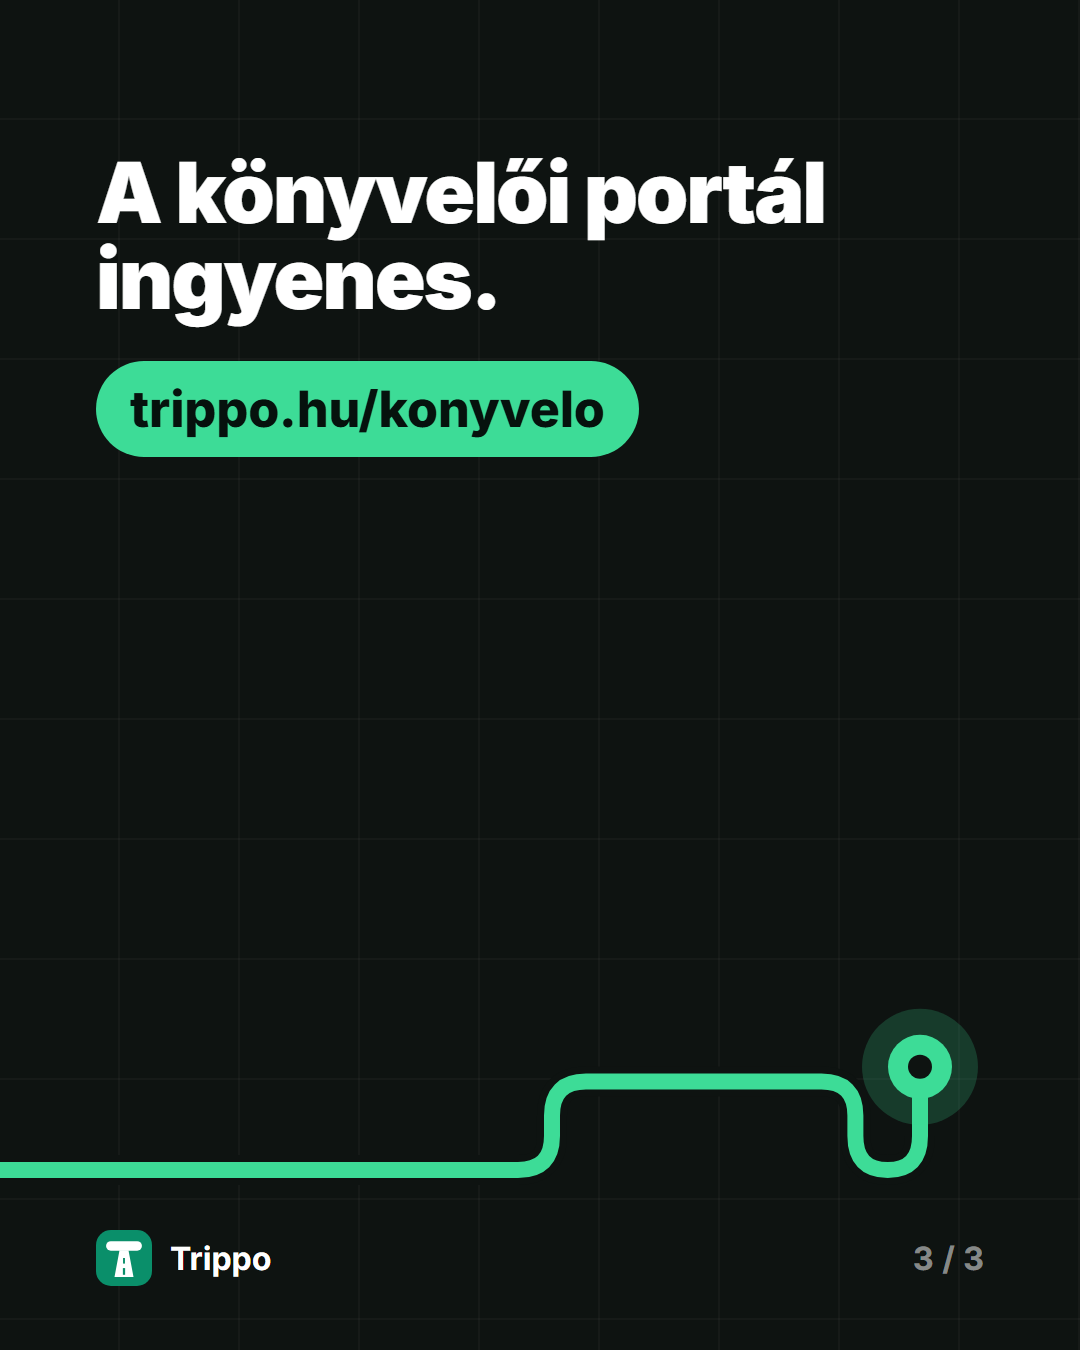 A könyvelői portál
ingyenes.
trippo.hu/konyvelo
Trippo
3 / 3